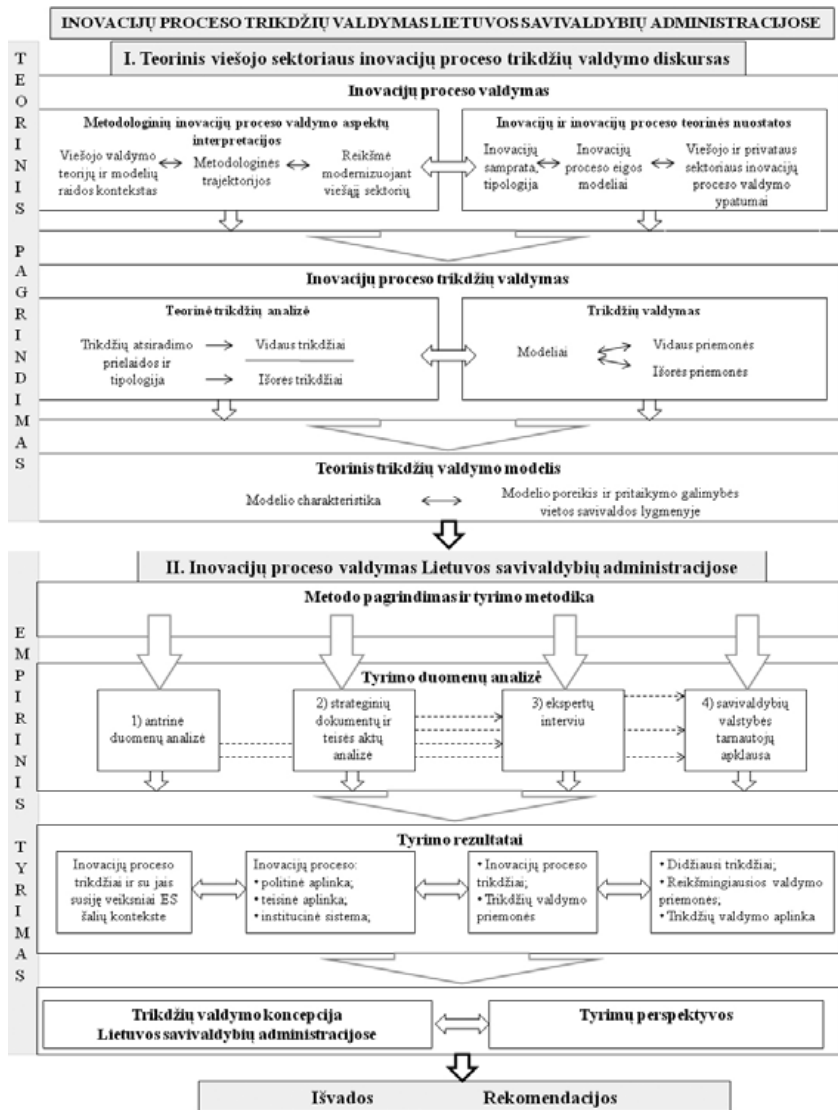 INOVACIJŲ PROCESO TRIKDŽIŲ VALDYMAS LIETUVOS SAVIVALDYBIŲ ADMINISTRACIJOSE
TEORINIS PAGRINDIMAS
I. Teorinis viešojo sektoriaus inovacijų proceso trikdžių valdymo diskursas
Inovacijų proceso valdymas
Metodologinių inovacijų proceso valdymo aspektų
interpretacijos
Viešojo valdymo
teorijų ir modelių
raidos kontekstas
Metodologinės
trajektorijos
Reikšmė
modernizuojant
viešąjį sektorių
Inovacijų ir inovacijų proceso teorinės nuostatos
Inovacijų
samprata,
tipologija
Inovacijų
proceso eigos
modeliai
Viešojo ir privataus
sektoriaus inovacijų
proceso valdymo
ypatumai
Inovacijų proceso trikdžių valdymas
Teorinė trikdžių analizė
Trikdžių atsiradimo
prielaidos ir
tipologija
Vidaus trikdžiai
Išorės trikdžiai
Trikdžių valdymas
Modeliai
Vidaus priemonės
Išorės priemonės
Teorinis trikdžių valdymo modelis
Modelio charakteristika
Modelio poreikis ir pritaikymo galimybės
vietos savivaldos lygmenyje
EMPIRINIS TYRIMAS
II. Inovacijų proceso valdymas Lietuvos savivaldybių administracijose
Metodo pagrindimas ir tyrimo metodika
Tyrimo duomenų analizė
1) antrinė
duomenų analizė
2) strateginių
dokumentų ir
teisės aktų
analizė
3) ekspertų
interviu
4) savivaldybių
valstybės
tarnautojų
apklausa
Tyrimo rezultatai
Inovacijų proceso
trikdžiai ir su jais
susiję veiksniai ES
šalių kontekste
Inovacijų proceso:
• politinė aplinka;
• teisinė aplinka;
• institucinė sistema;
• Inovacijų proceso
trikdžiai;
• Trikdžių valdymo
priemonės
• Didžiausi trikdžiai;
• Reikšmingiausios valdymo
priemonės;
• Trikdžių valdymo aplinka
Trikdžių valdymo koncepcija
Lietuvos savivaldybių administracijose
Tyrimų perspektyvos
Išvados Rekomendacijos